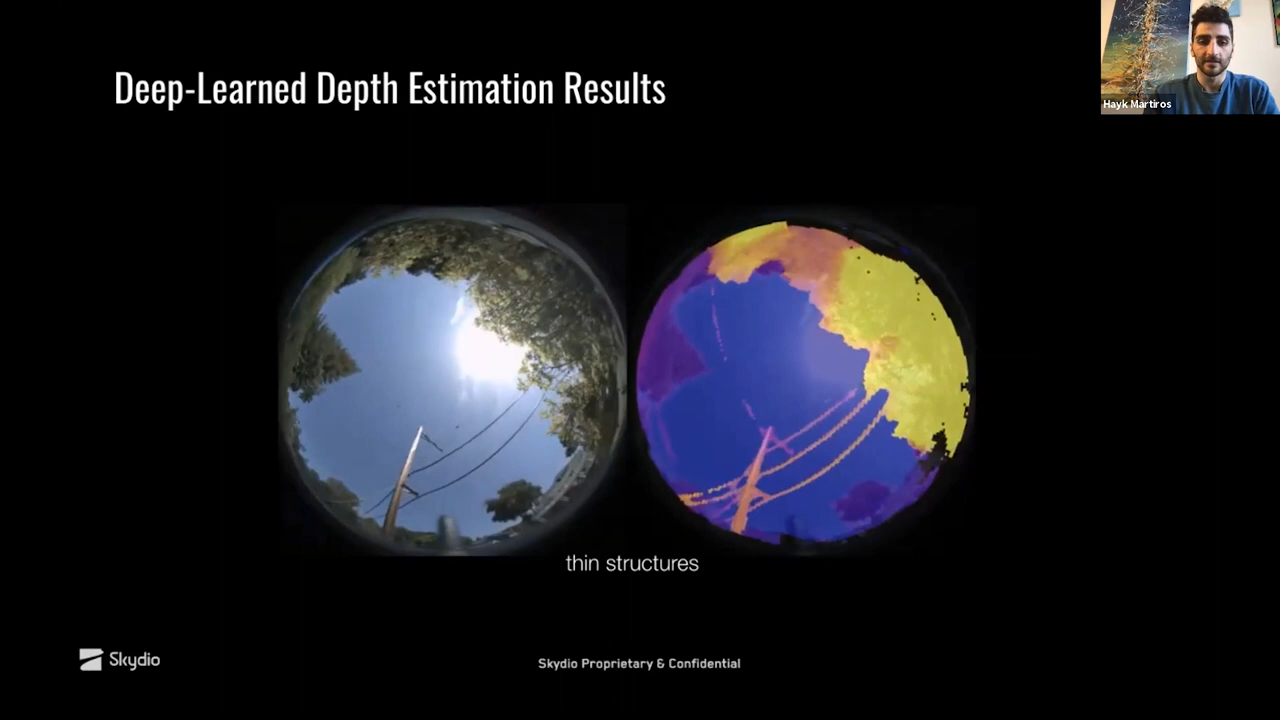 Deep-Learned Depth Estimation Results
Hayk Martiros
thin structures
Skydio
Skydio Proprietary & Confidential